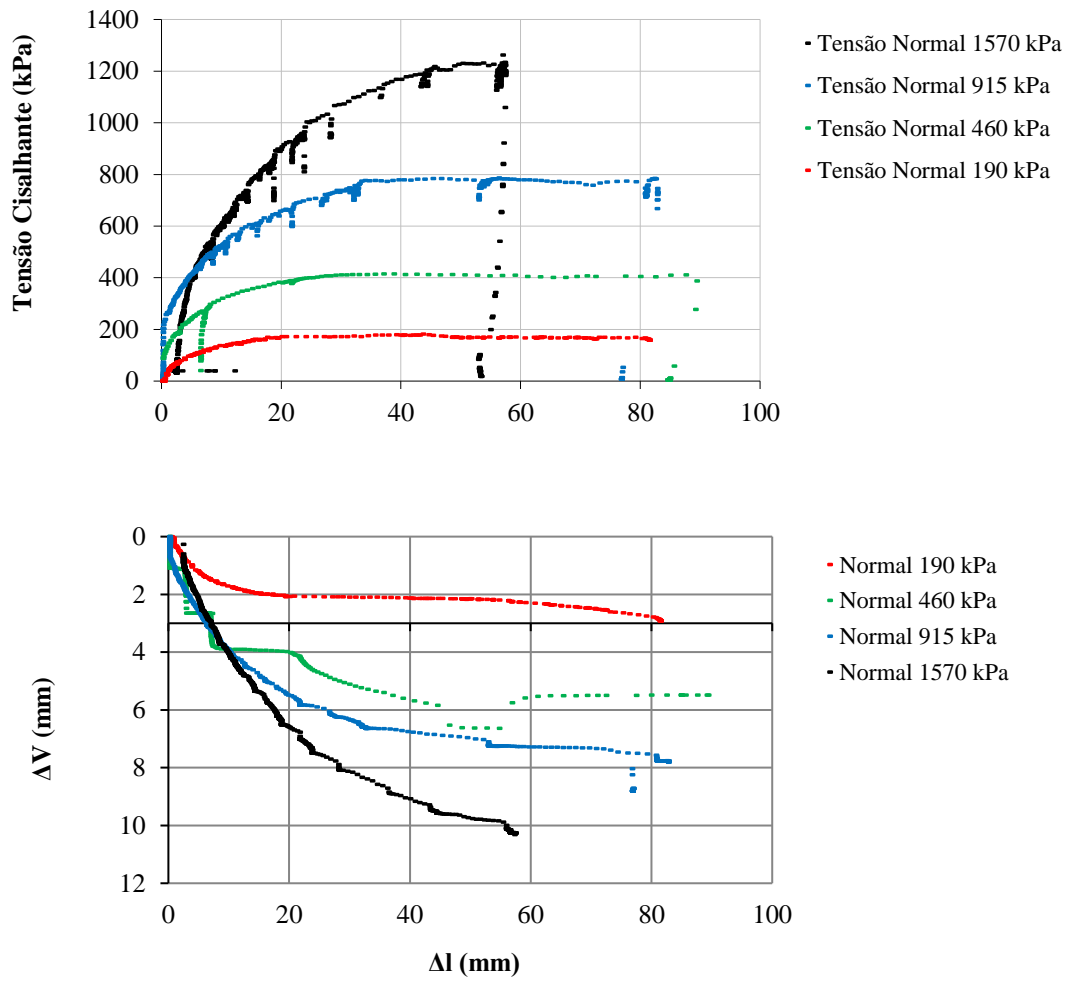 Tensão Cisalhante (kPa)
1400
1200
1000
800
600
400
200
0
0 20 40 60 80 100
Tensão Normal 1570 kPa
Tensão Normal 915 kPa
Tensão Normal 460 kPa
Tensão Normal 190 kPa
ΔV (mm)
0
2
4
6
8
10
12
0 20 40 60 80 100
Δl (mm)
Normal 190 kPa
Normal 460 kPa
Normal 915 kPa
Normal 1570 kPa